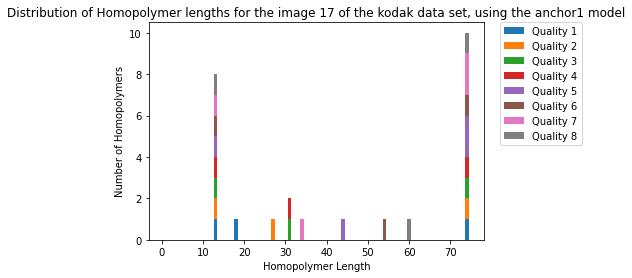 Distribution of Homopolymer lengths for the image 17 of the kodak data set, using the anchor1 model
10
8
6
4
2
0
Number of Homopolymers
0 10 20 30 40 50 60 70
Homopolymer Length
Quality 1
Quality 2
Quality 3
Quality 4
Quality 5
Quality 6
Quality 7
Quality 8